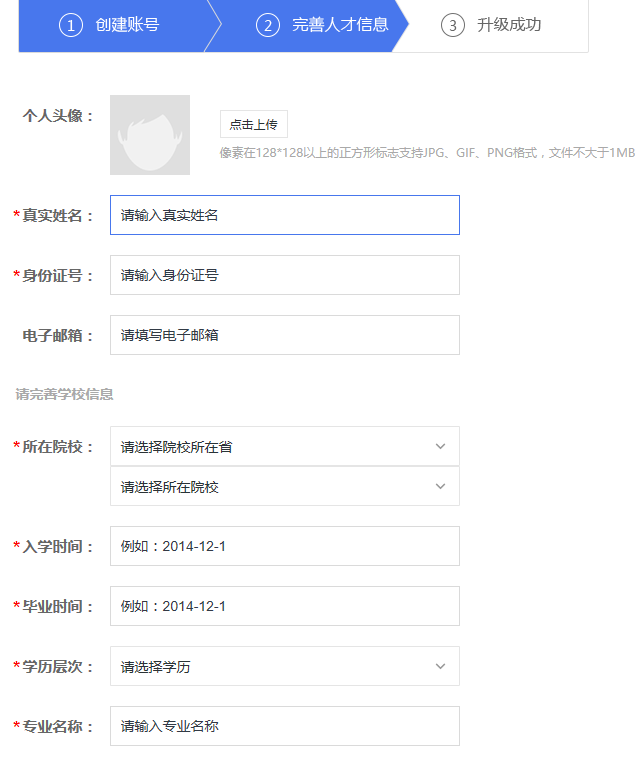 ① 创建账号 ② 完善人才信息 ③ 升级成功
个人头像：
点击上传
像素在128*128以上的正方形标志支持JPG、GIF、PNG格式，文件不大于1MB
*真实姓名： 请输入真实姓名
*身份证号： 请输入身份证号
电子邮箱： 请填写电子邮箱
请完善学校信息
*所在院校： 请选择院校所在省
请选择所在院校
*入学时间： 例如：2014-12-1
*毕业时间： 例如：2014-12-1
*学历层次： 请选择学历
*专业名称： 请输入专业名称